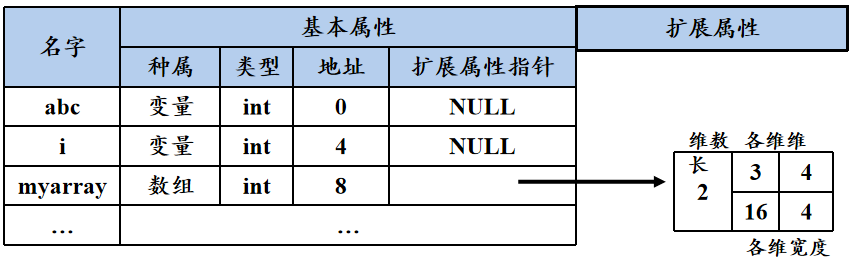 名字 基本属性 扩展属性
种属 类型 地址 扩展属性指针
abc 变量 int 0 NULL
i 变量 int 4 NULL
myarray 数组 int 8
… …
维数 各维维
长 3 4
2
16 4
各维宽度